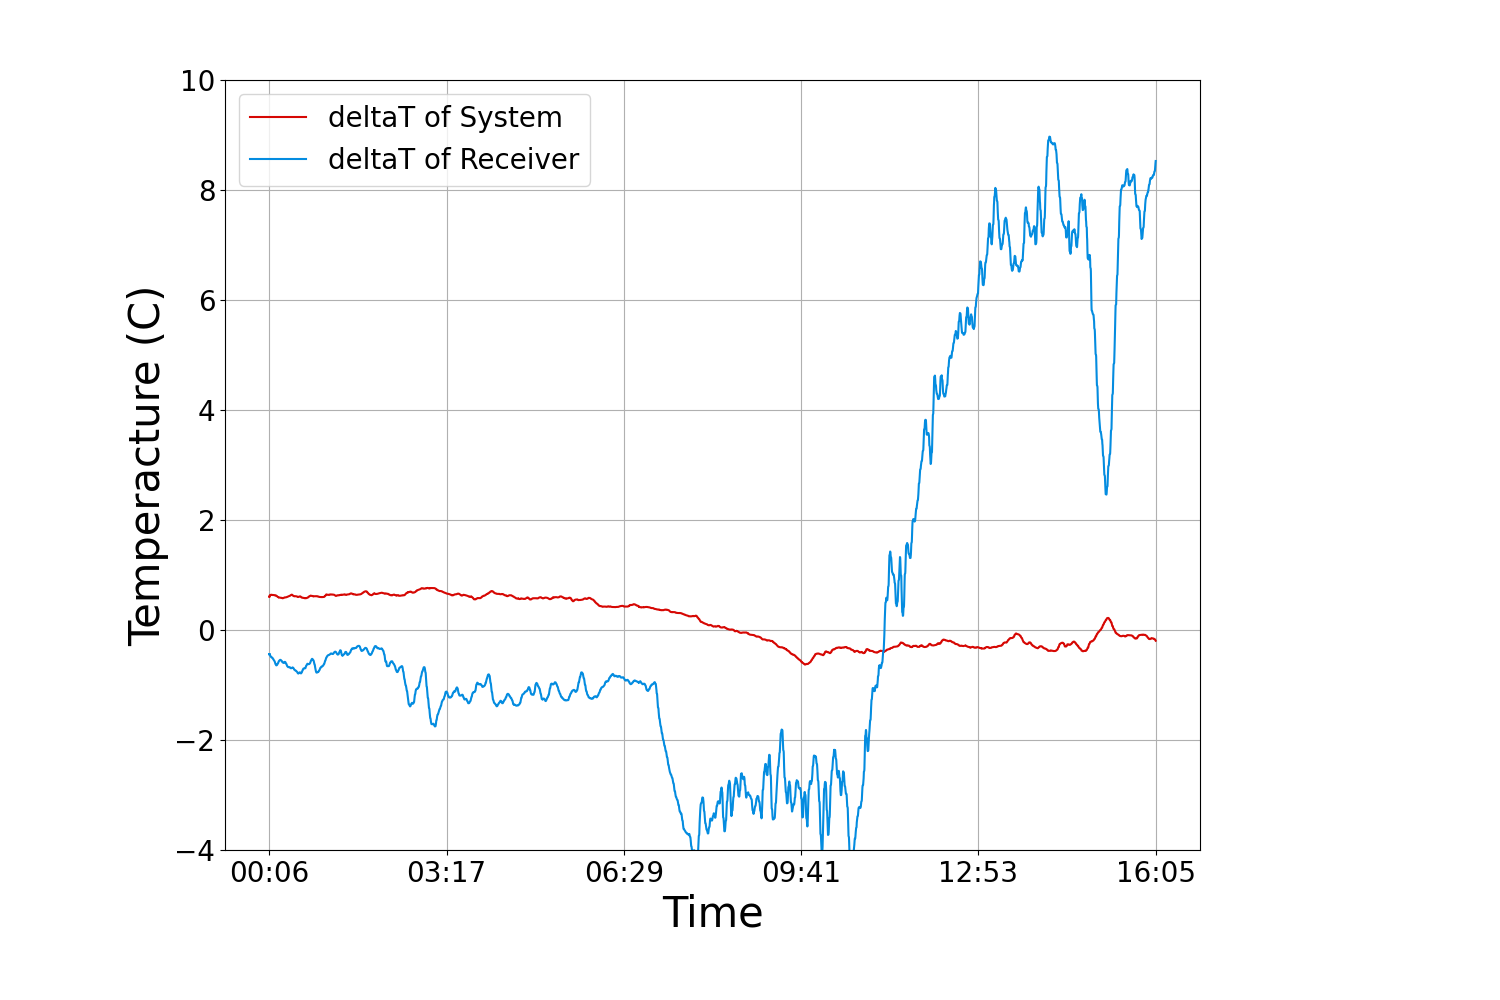 deltaT of System
deltaT of Receiver
Temperacture (C)
10
8
6
4
2
0
−2
−4
00:06 03:17 06:29 09:41 12:53 16:05
Time